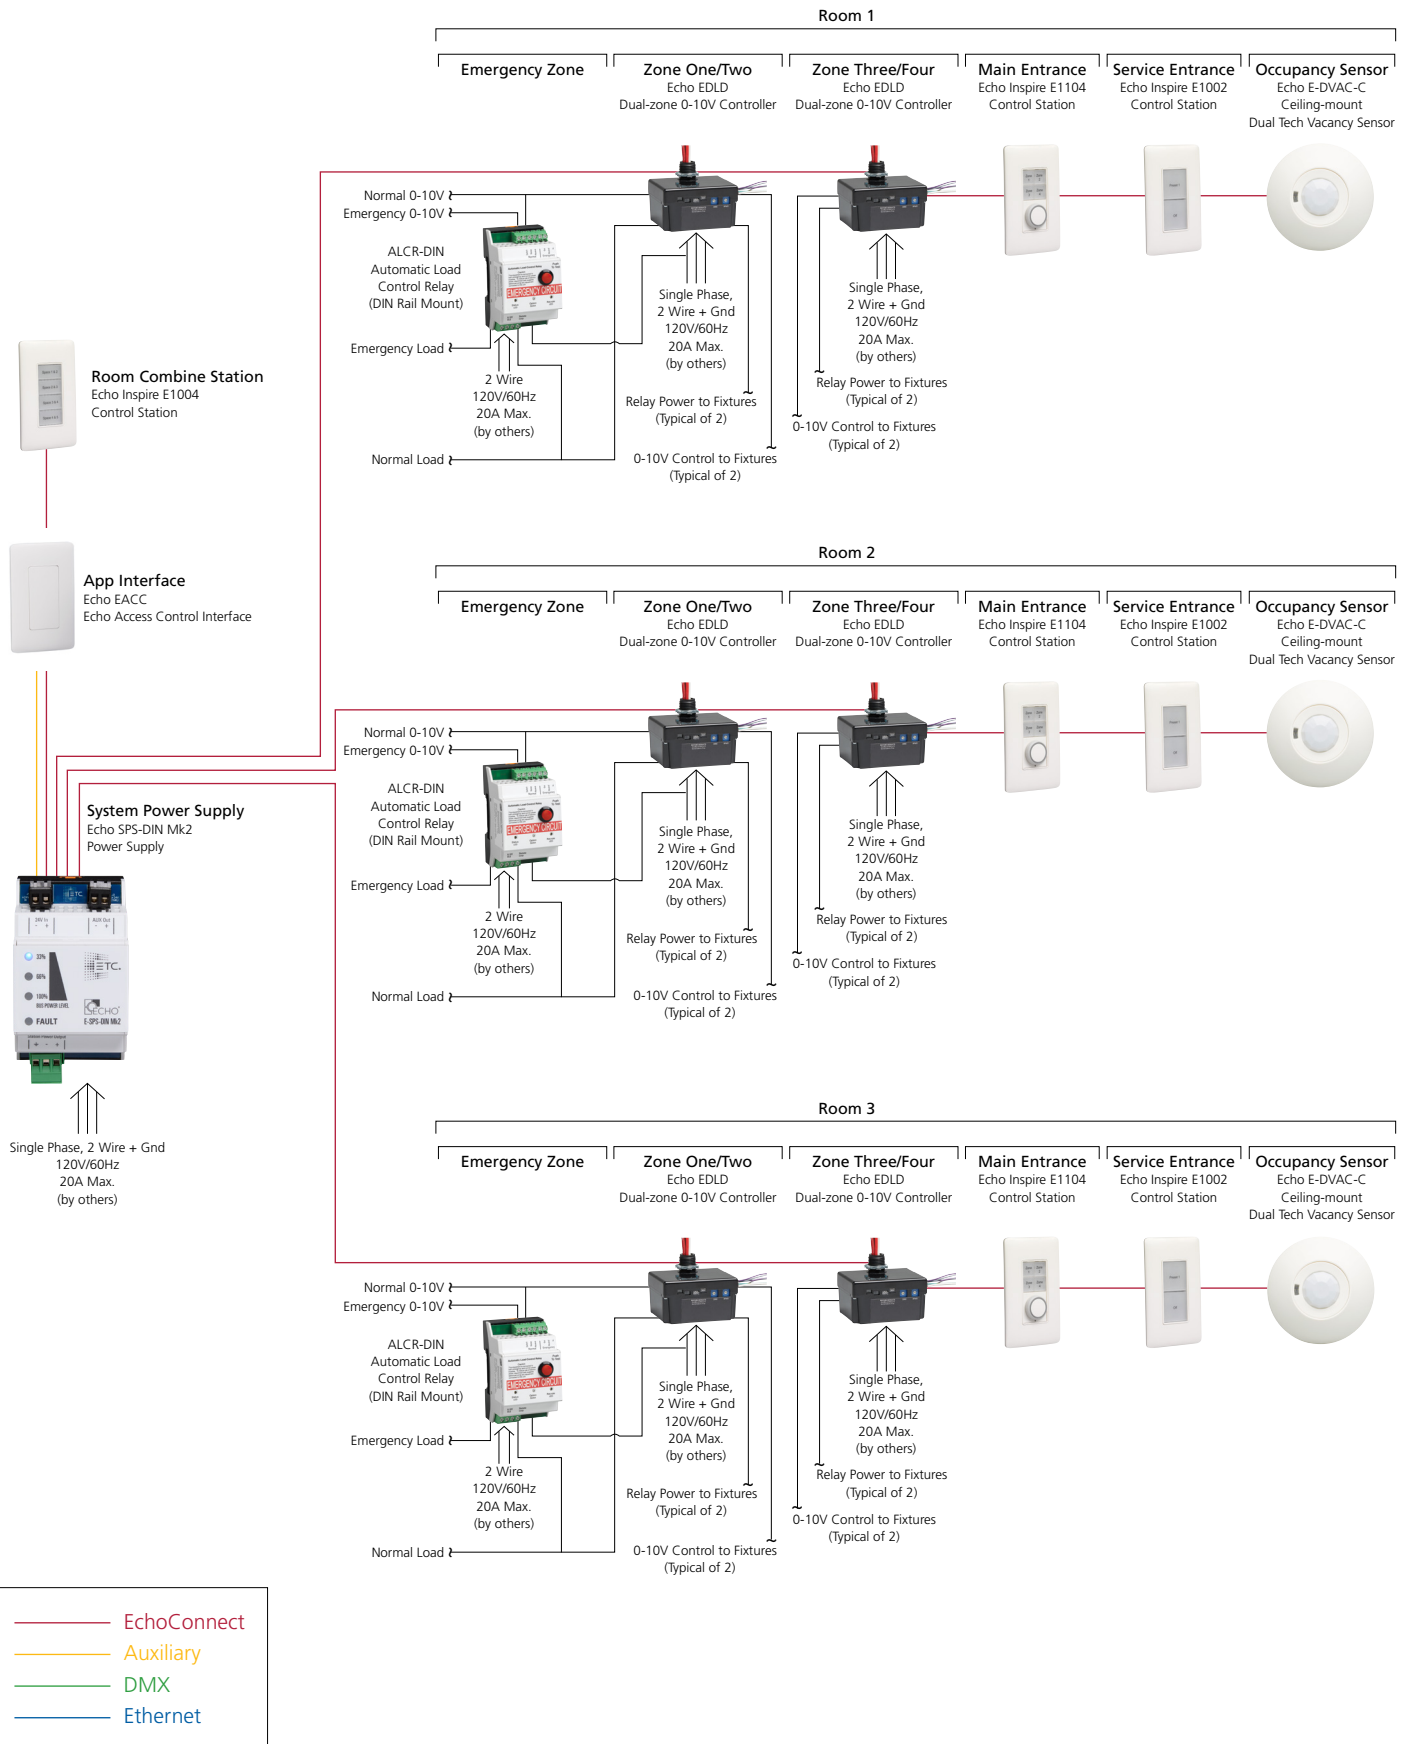 Room 1
Emergency Zone
Zone One/Two
Echo EDLD
Dual-zone 0-10V Controller
Zone Three/Four
Echo EDLD
Dual-zone 0-10V Controller
Main Entrance
Echo Inspire E1104
Control Station
Service Entrance
Echo Inspire E1002
Control Station
Occupancy Sensor
Echo E-DVAC-C
Ceiling-mount
Dual Tech Vacancy Sensor
Normal 0-10V
Emergency 0-10V
ALCR-DIN
Automatic Load
Control Relay
(DIN Rail Mount)
EMERGENCY CIRCUIT
Emergency Load
2 Wire
120V/60Hz
20A Max.
(by others)
Normal Load
Single Phase,
2 Wire + Gnd
120V/60Hz
20A Max.
(by others)
Relay Power to Fixtures
(Typical of 2)
0-10V Control to Fixtures
(Typical of 2)
Single Phase,
2 Wire + Gnd
120V/60Hz
20A Max.
(by others)
Relay Power to Fixtures
(Typical of 2)
0-10V Control to Fixtures
(Typical of 2)
Room Combine Station
Echo Inspire E1004
Control Station
App Interface
Echo EACC
Echo Access Control Interface
System Power Supply
Echo SPS-DIN Mk2
Power Supply
ETC.
24V In
AUX Out
- +
- +
33%
66%
100%
BUS POWER LEVEL
FAULT
ETC.
ECHO
E-SPS-DIN Mk2
Single Phase, 2 Wire + Gnd
120V/60Hz
20A Max.
(by others)
Room 2
Emergency Zone
Zone One/Two
Echo EDLD
Dual-zone 0-10V Controller
Zone Three/Four
Echo EDLD
Dual-zone 0-10V Controller
Main Entrance
Echo Inspire E1104
Control Station
Service Entrance
Echo Inspire E1002
Control Station
Occupancy Sensor
Echo E-DVAC-C
Ceiling-mount
Dual Tech Vacancy Sensor
Normal 0-10V
Emergency 0-10V
ALCR-DIN
Automatic Load
Control Relay
(DIN Rail Mount)
EMERGENCY CIRCUIT
Emergency Load
2 Wire
120V/60Hz
20A Max.
(by others)
Normal Load
Single Phase,
2 Wire + Gnd
120V/60Hz
20A Max.
(by others)
Relay Power to Fixtures
(Typical of 2)
0-10V Control to Fixtures
(Typical of 2)
Single Phase,
2 Wire + Gnd
120V/60Hz
20A Max.
(by others)
Relay Power to Fixtures
(Typical of 2)
0-10V Control to Fixtures
(Typical of 2)
Room 3
Emergency Zone
Zone One/Two
Echo EDLD
Dual-zone 0-10V Controller
Zone Three/Four
Echo EDLD
Dual-zone 0-10V Controller
Main Entrance
Echo Inspire E1104
Control Station
Service Entrance
Echo Inspire E1002
Control Station
Occupancy Sensor
Echo E-DVAC-C
Ceiling-mount
Dual Tech Vacancy Sensor
Normal 0-10V
Emergency 0-10V
ALCR-DIN
Automatic Load
Control Relay
(DIN Rail Mount)
EMERGENCY CIRCUIT
Emergency Load
2 Wire
120V/60Hz
20A Max.
(by others)
Normal Load
Single Phase,
2 Wire + Gnd
120V/60Hz
20A Max.
(by others)
Relay Power to Fixtures
(Typical of 2)
0-10V Control to Fixtures
(Typical of 2)
Single Phase,
2 Wire + Gnd
120V/60Hz
20A Max.
(by others)
Relay Power to Fixtures
(Typical of 2)
0-10V Control to Fixtures
(Typical of 2)
EchoConnect
Auxiliary
DMX
Ethernet